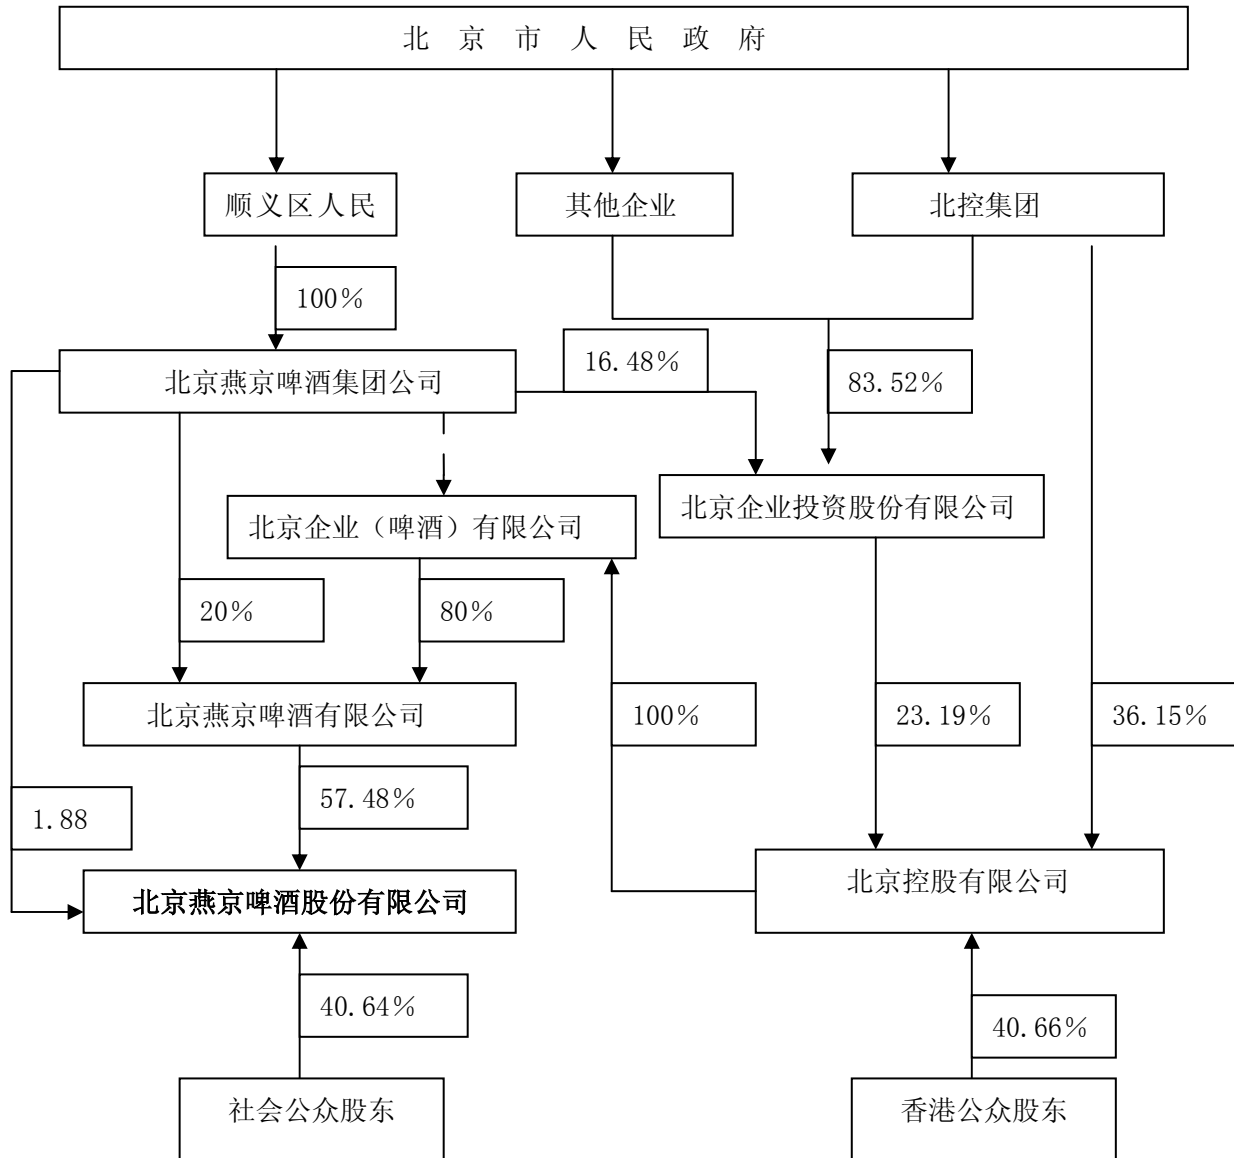 北京市人民政府
顺义区人民
其他企业
北控集团
100%
16.48%
83.52%
北京燕京啤酒集团公司
北京企业（啤酒）有限公司
北京企业投资股份有限公司
20%
80%
北京燕京啤酒有限公司
100%
23.19%
36.15%
57.48%
1.88
北京燕京啤酒股份有限公司
北京控股有限公司
40.64%
40.66%
社会公众股东
香港公众股东